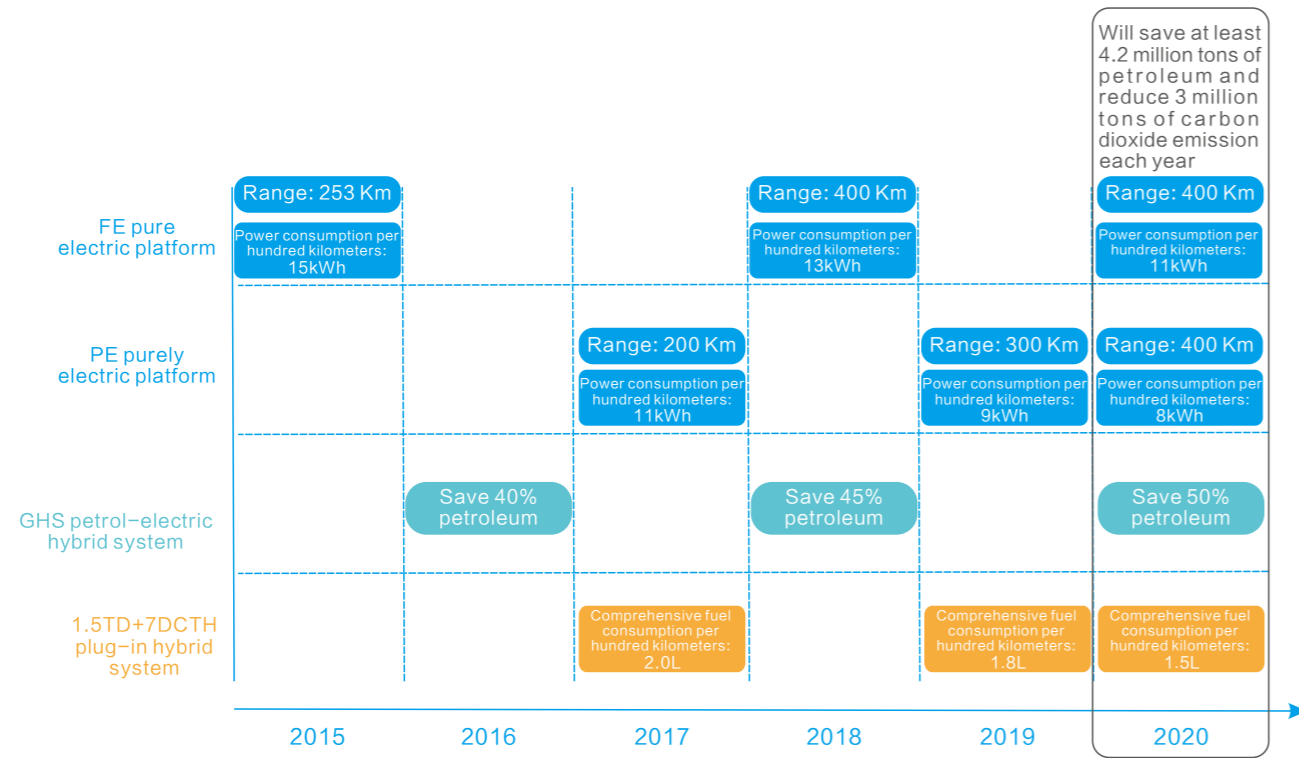 Will save at least
4.2 million tons of
petroleum and
reduce 3 million
tons of carbon
dioxide emission
each year
FE pure
electric platform
Range: 253 Km
Power consumption per
hundred kilometers:
15kWh
Range: 400 Km
Power consumption per
hundred kilometers:
13kWh
Range: 400 Km
Power consumption per
hundred kilometers:
11kWh
PE purely
electric platform
Range: 200 Km
Power consumption per
hundred kilometers:
11kWh
Range: 300 Km
Power consumption per
hundred kilometers:
9kWh
Range: 400 Km
Power consumption per
hundred kilometers:
8kWh
GHS petrol-electric
hybrid system
Save 40%
petroleum
Save 45%
petroleum
Save 50%
petroleum
1.5TD+7DCTH
plug-in hybrid
system
Comprehensive fuel
consumption per
hundred kilometers:
2.0L
Comprehensive fuel
consumption per
hundred kilometers:
1.8L
Comprehensive fuel
consumption per
hundred kilometers:
1.5L
2015
2016
2017
2018
2019
2020